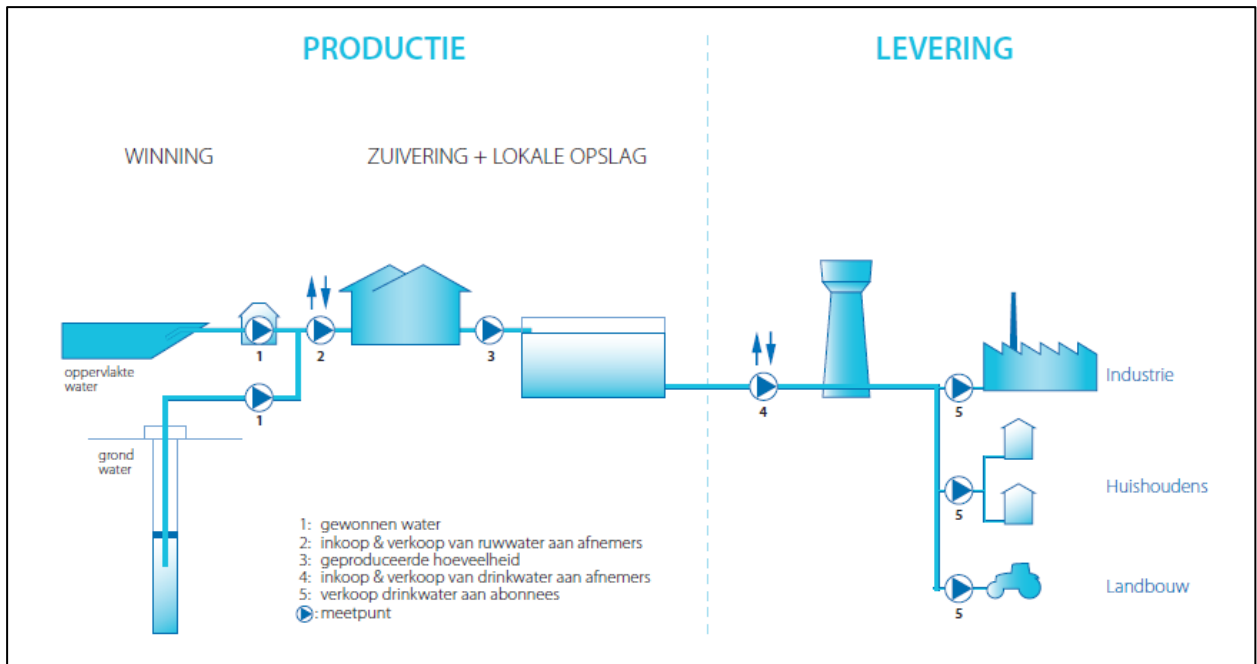 PRODUCTIE
LEVERING
WINNING
ZUIVERING + LOKALE OPSLAG
oppervlakte
water
1
2
3
1
grond
water
4
5
Industrie
5
Huishoudens
5
Landbouw
1: gewonnen water
2: inkoop & verkoop van ruwwater aan afnemers
3: geproduceerde hoeveelheid
4: inkoop & verkoop van drinkwater aan afnemers
5: verkoop drinkwater aan abonnees
: meetpunt